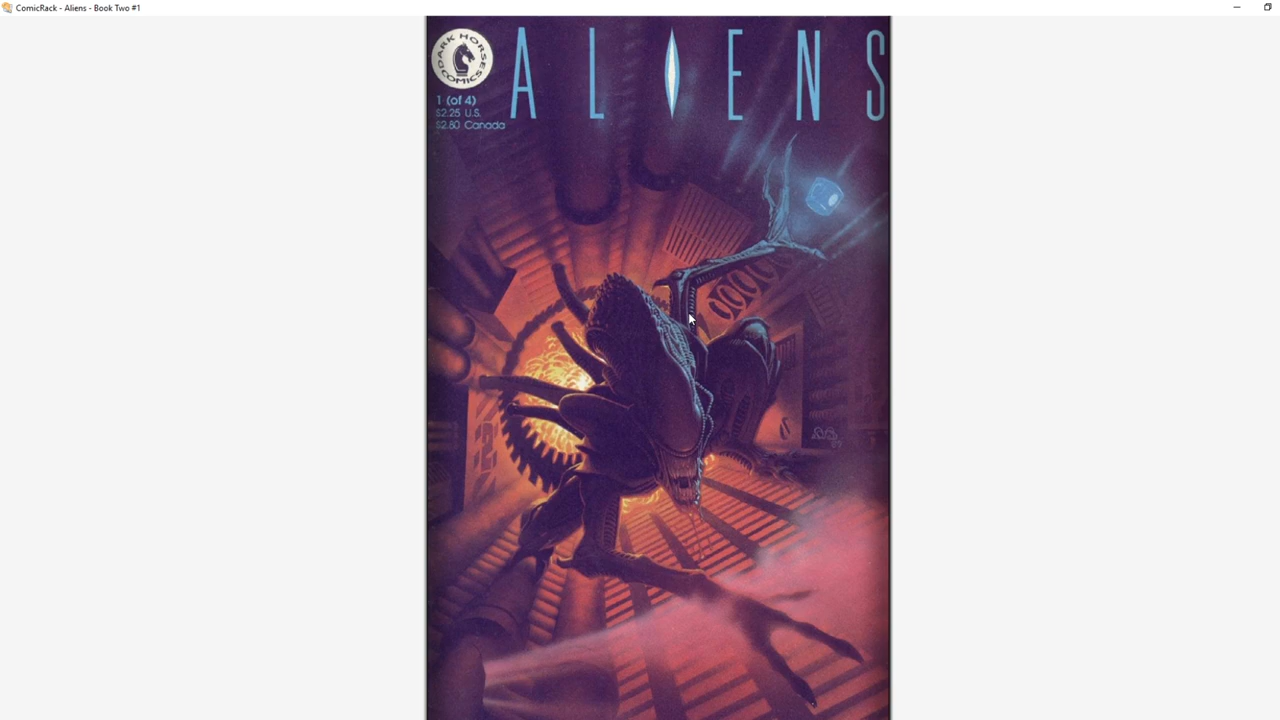 ComicRack - Aliens - Book Two #1
DARK HORSE COMICS
ALIENS
1 (of 4)
$2.25 U.S.
$2.80 Canada